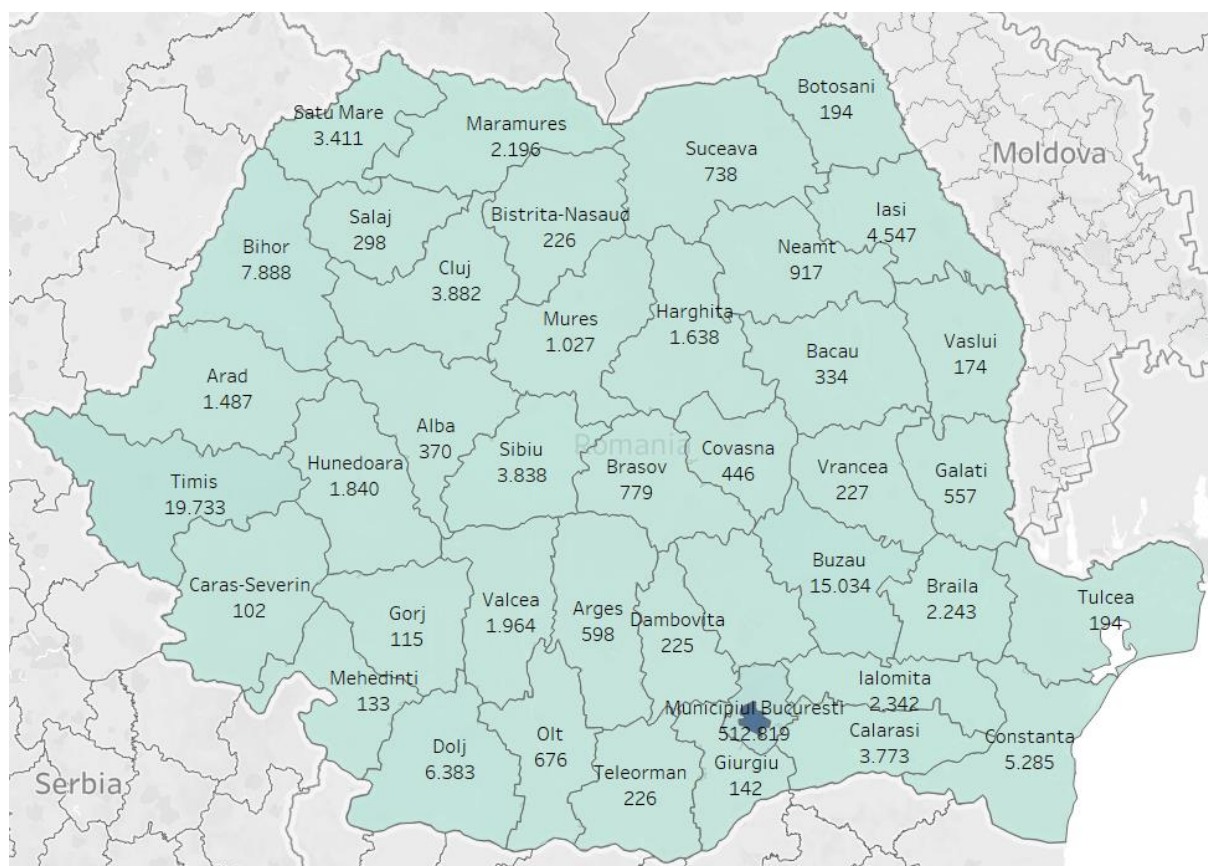 Botosani
194
Satu Mare
3.411
Maramures
2.196
Suceava
738
Moldova
Iasi
4.547
Salaj
298
Bistrita-Nasaud
226
Bihor
7.888
Cluj
3.882
Neamt
917
Mures
1.027
Harghita
1.638
Bacau
334
Vaslui
174
Arad
1.487
Alba
370
Sibiu
3.838
Romania
Brasov
779
Covasna
446
Vrancea
227
Galati
557
Timis
19.733
Hunedoara
1.840
Caras-Severin
102
Gorj
115
Valcea
1.964
Arges
598
Dambovita
225
Buzau
15.034
Braila
2.243
Tulcea
194
Mehedinti
133
Municipiul Bucuresti
512.819
Ialomita
2.342
Calarasi
3.773
Constanta
5.285
Dolj
6.383
Olt
676
Teleorman
226
Giurgiu
142
Serbia